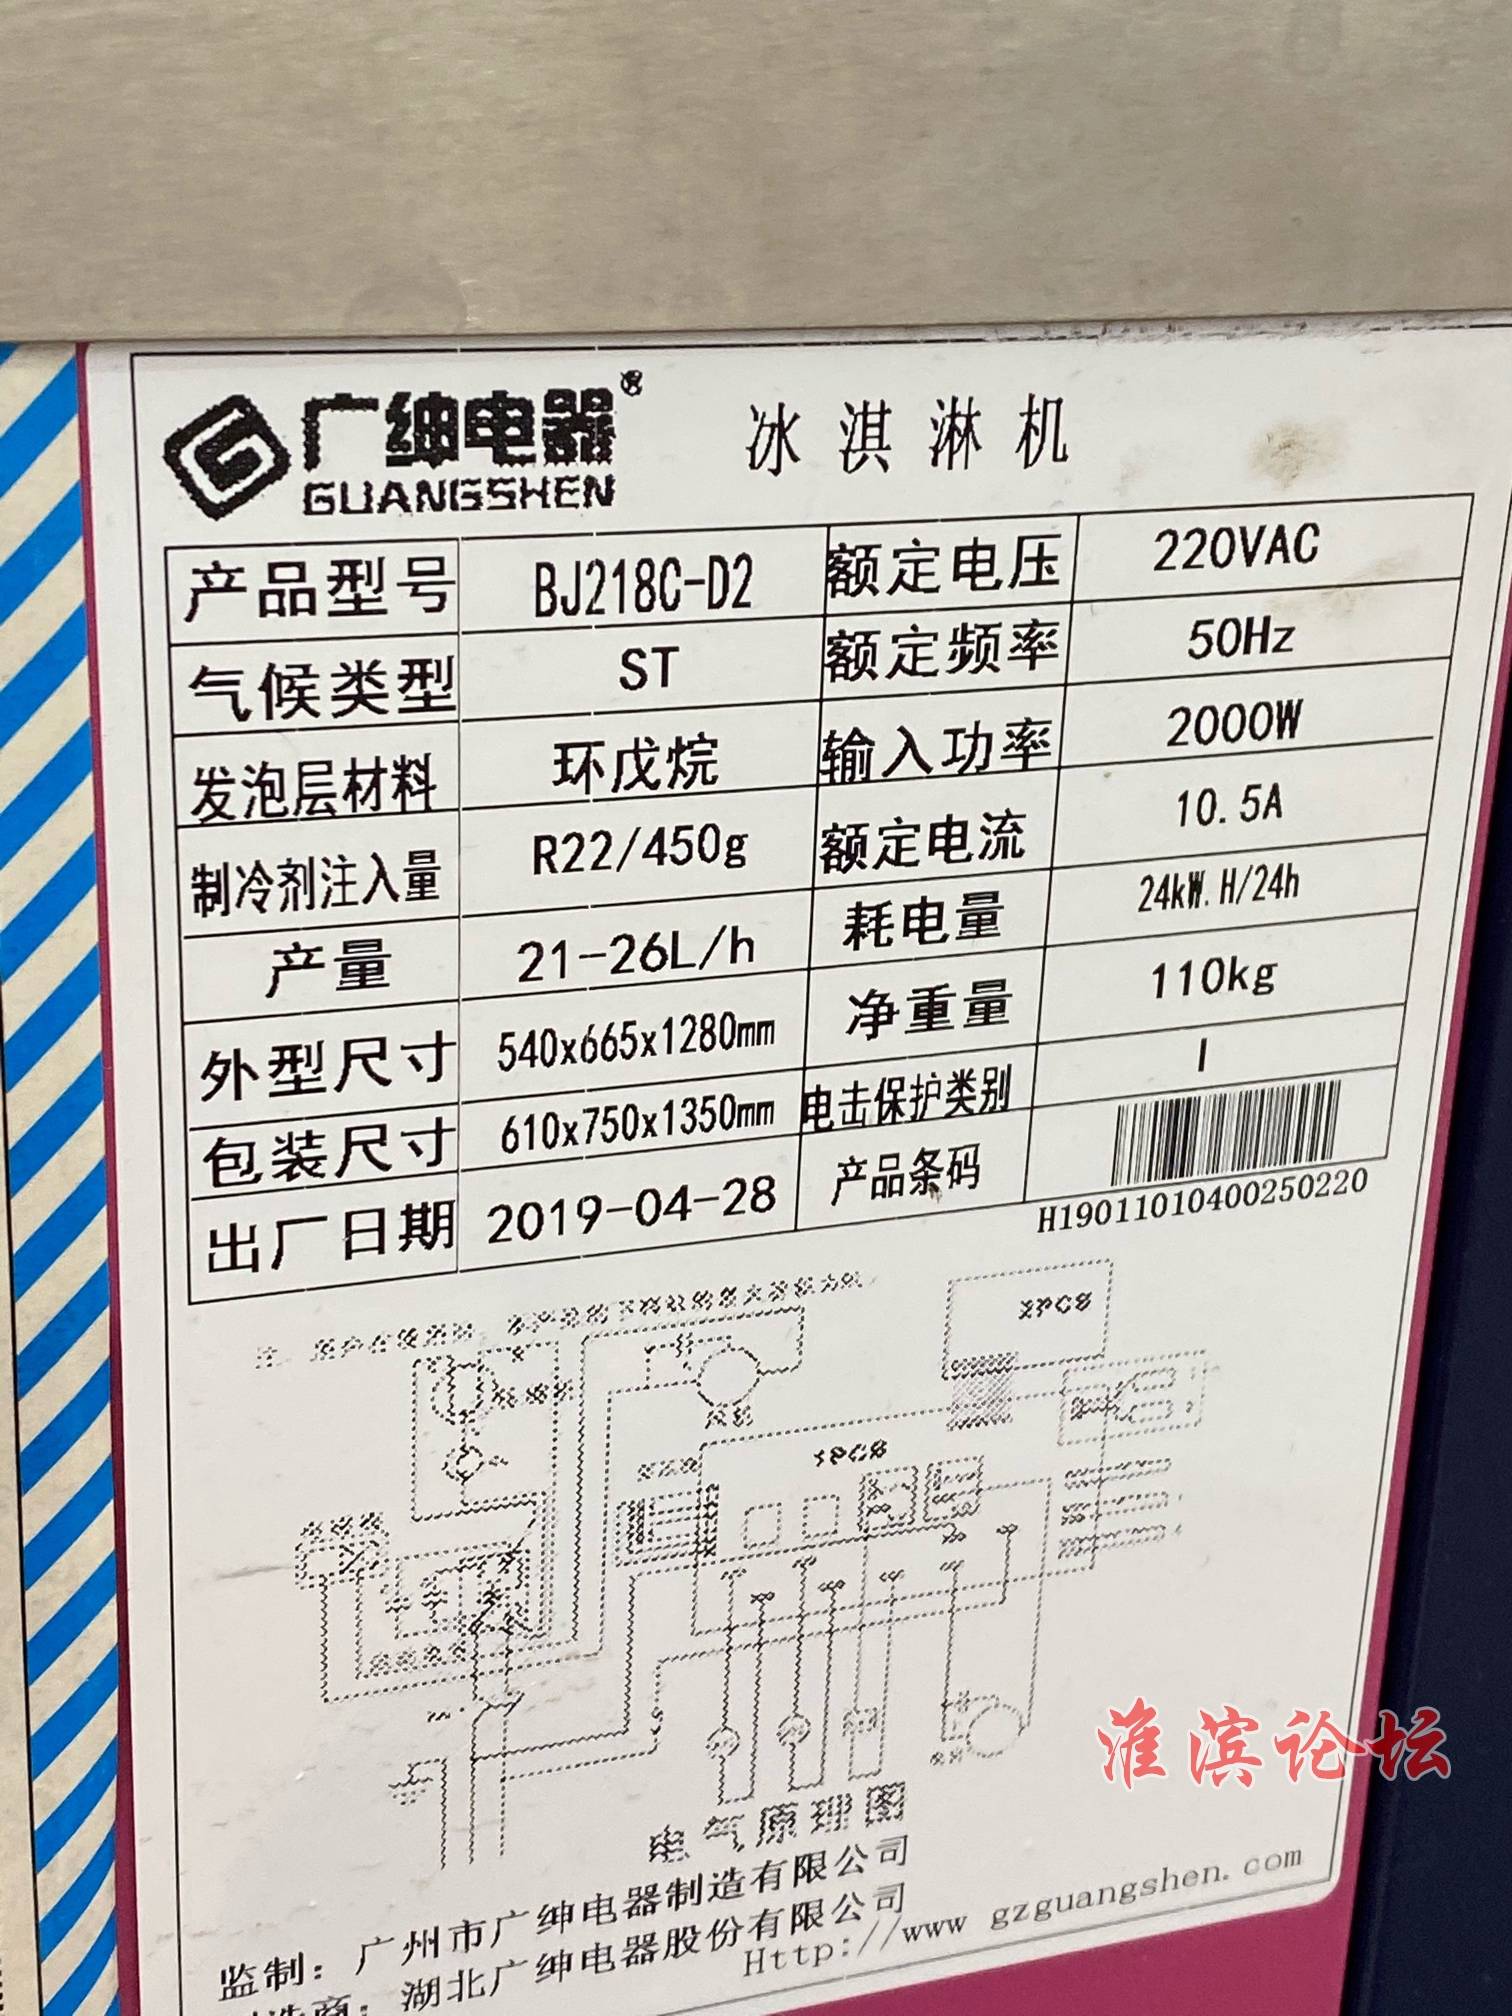 广绅电器® 冰淇淋机
GUANGSHEN
产品型号 BJ218C-D2 额定电压 220VAC
气候类型 ST 额定频率 50Hz
发泡层材料 环戊烷 输入功率 2000W
制冷剂注入量 R22/450g 额定电流 10.5A
产量 21-26L/h 耗电量 24kW.H/24h
外型尺寸 540x665x1280mm 净重量 110kg
包装尺寸 610x750x1350mm 电击保护类别 I
出厂日期 2019-04-28 产品条码
H19011010400250220
电气原理图
监制：广州市广绅电器制造有限公司
造商：湖北广绅电器股份有限公司
Http://www gzguangshen.com
淮滨论坛